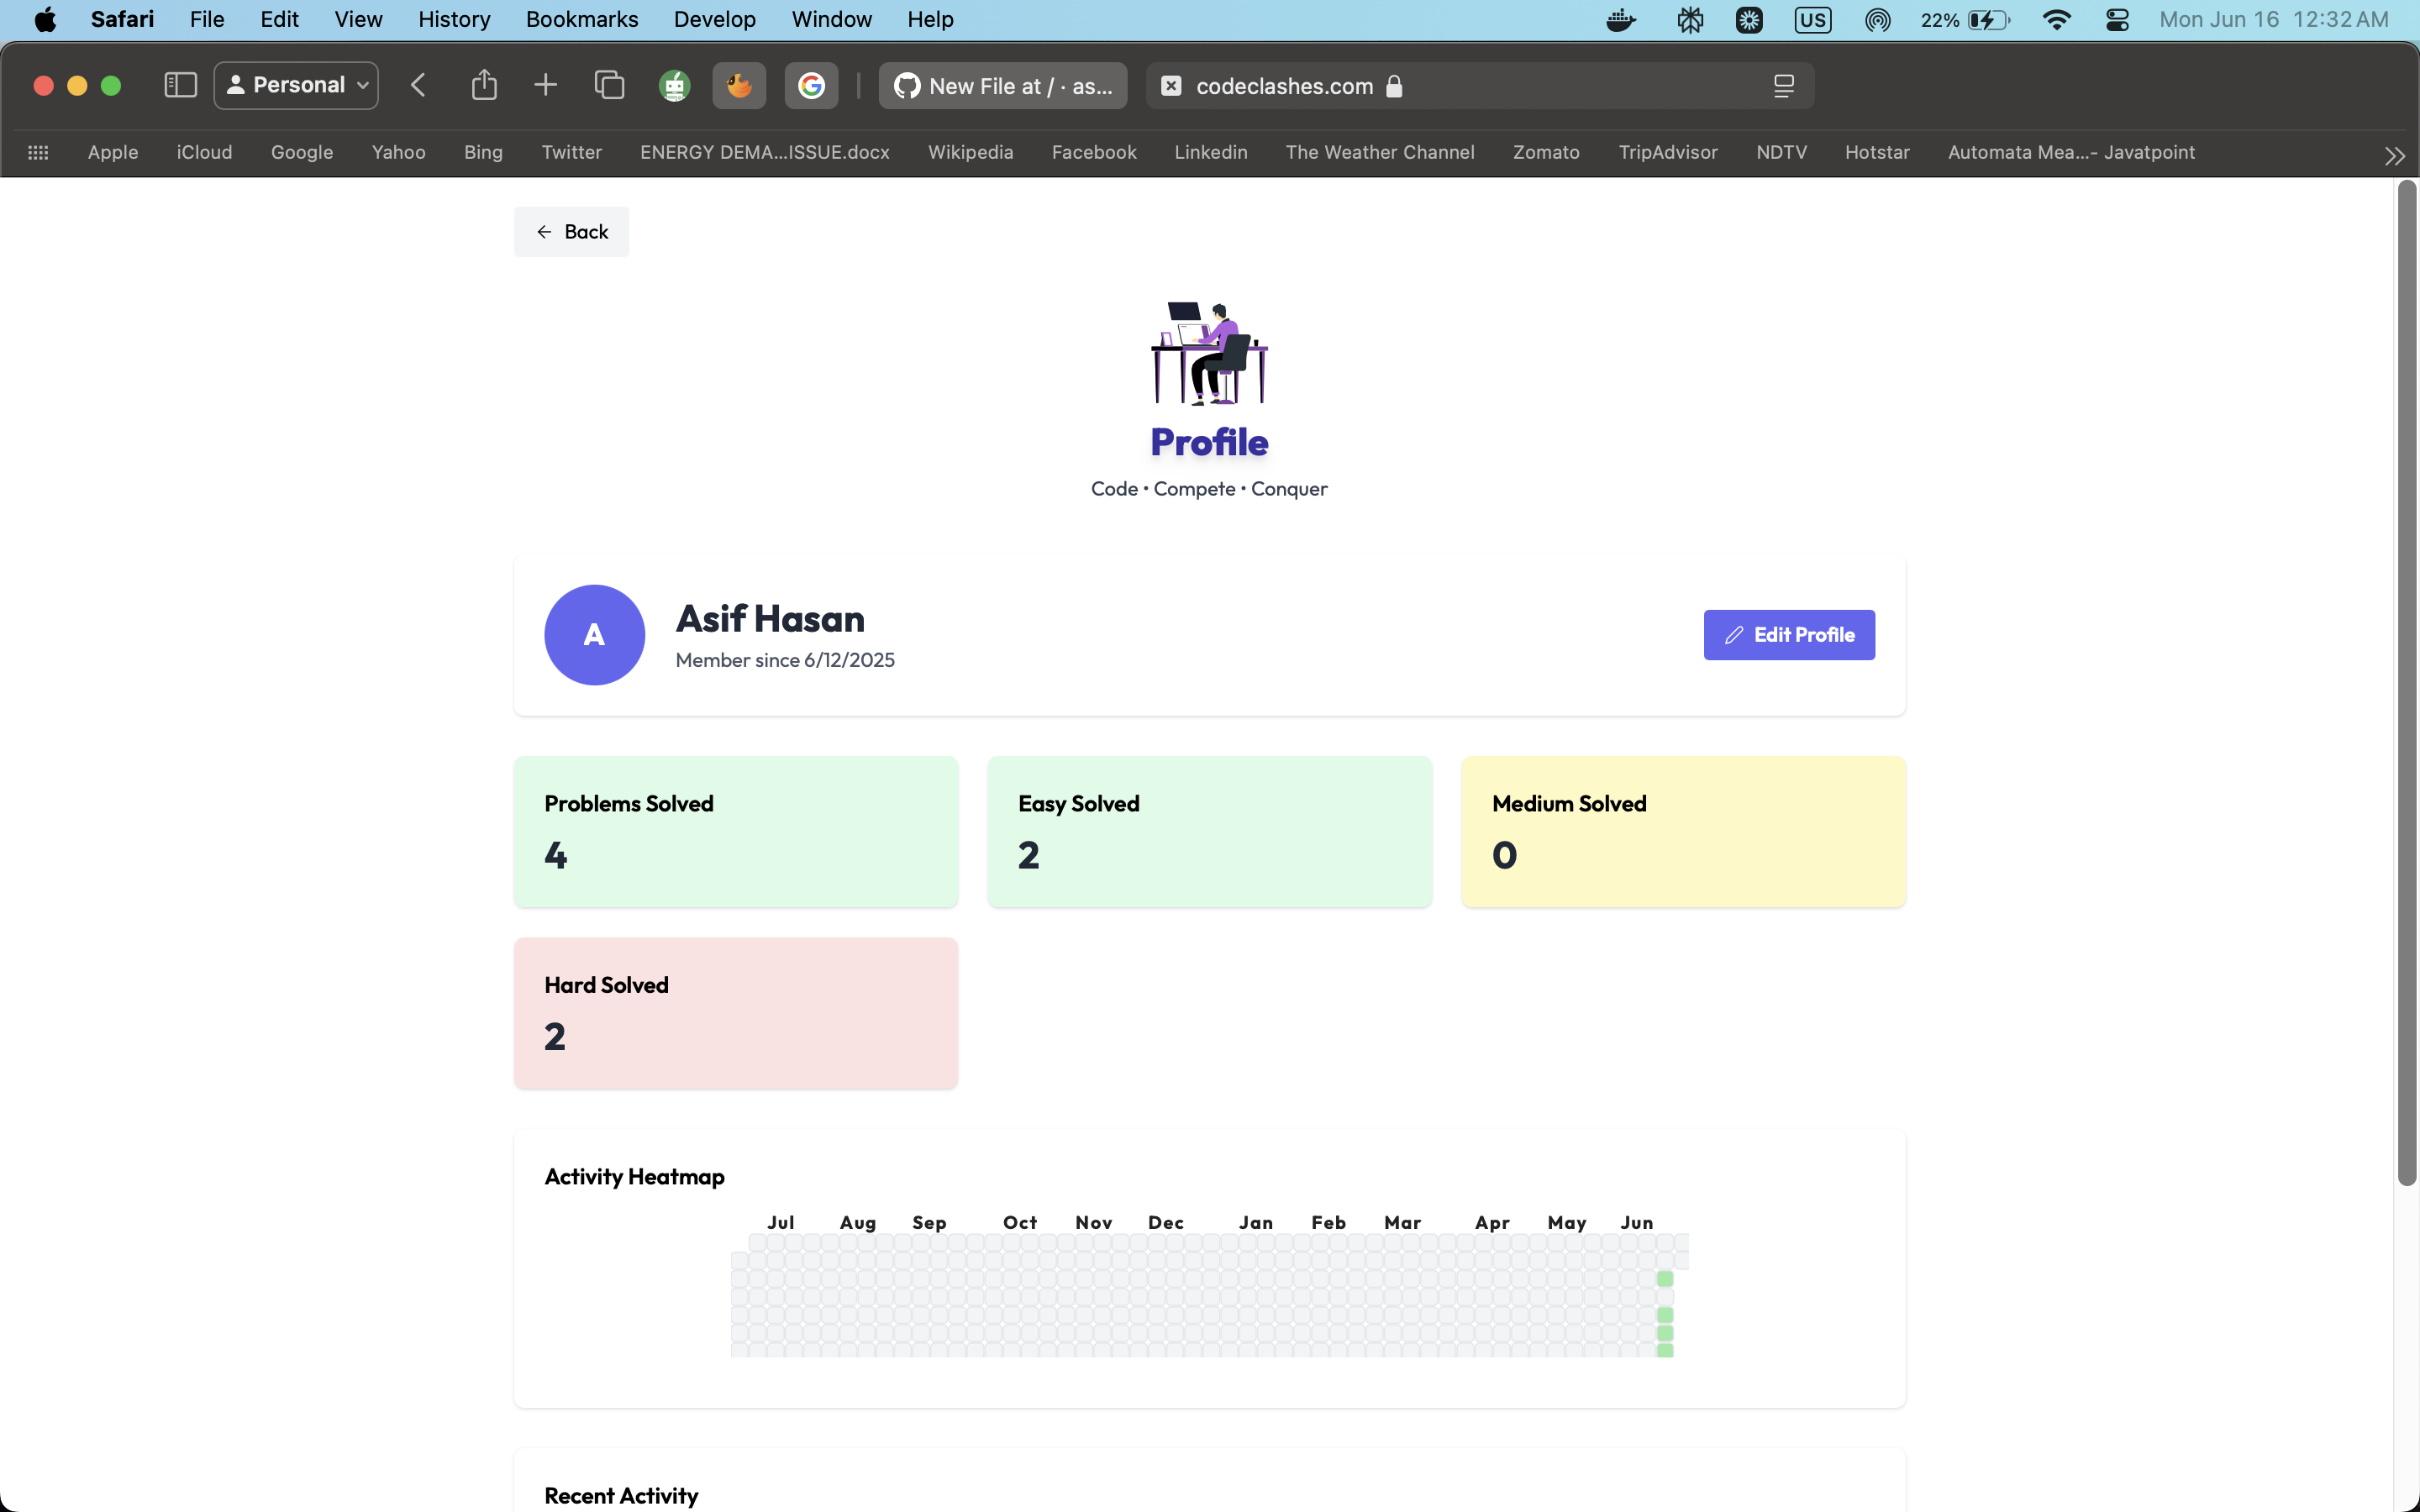 Safari File Edit View History Bookmarks Develop Window Help US 22% Mon Jun 16 12:32 AM
Personal New File at / · as... codeclashes.com
Apple iCloud Google Yahoo Bing Twitter ENERGY DEMA...ISSUE.docx Wikipedia Facebook Linkedin The Weather Channel Zomato TripAdvisor NDTV Hotstar Automata Mea...- Javatpoint
Back
Profile
Code • Compete • Conquer
A
Asif Hasan
Member since 6/12/2025
Edit Profile
Problems Solved
4
Easy Solved
2
Medium Solved
0
Hard Solved
2
Activity Heatmap
Jul Aug Sep Oct Nov Dec Jan Feb Mar Apr May Jun
Recent Activity